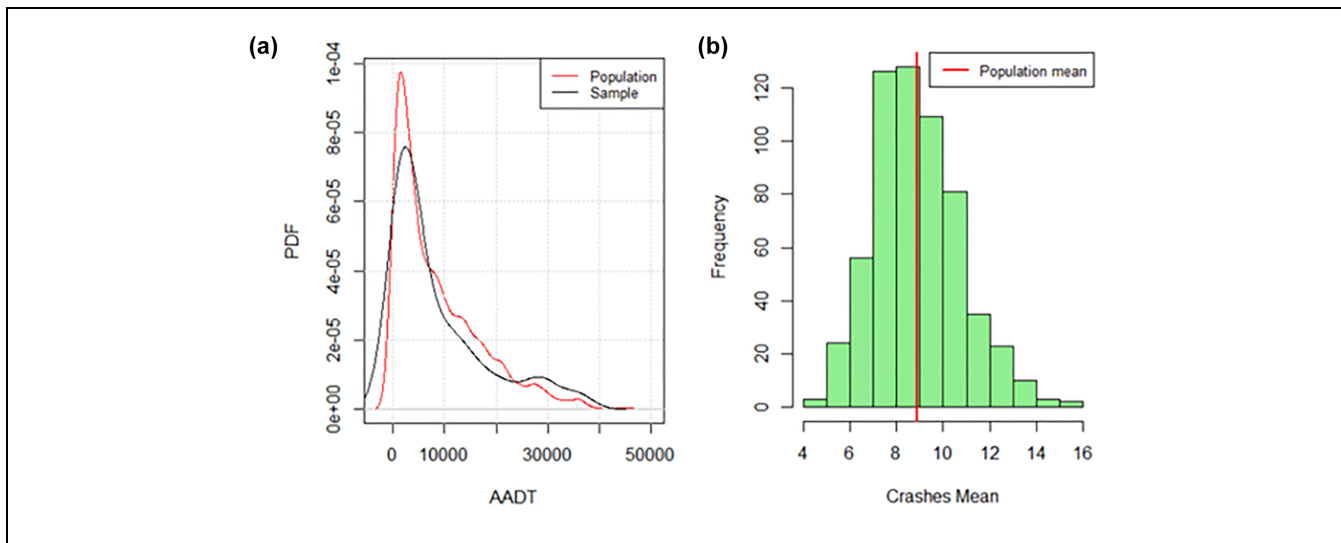 (a)
1e-04
8e-05
6e-05
4e-05
2e-05
0e+00
PDF
Population
Sample
0 10000 30000 50000
AADT
(b)
120
100
80
60
40
20
0
Frequency
Population mean
4 6 8 10 12 14 16
Crashes Mean